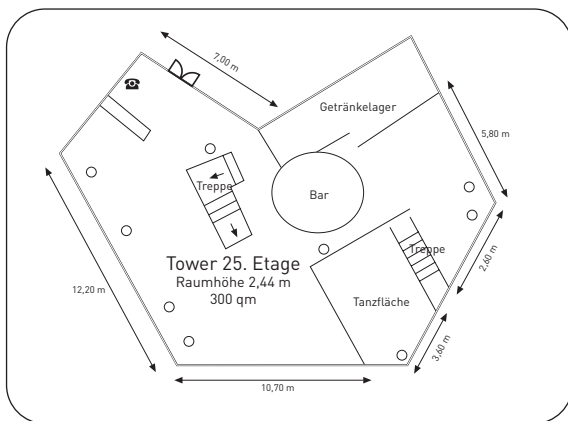 7,00 m
Getränkelager
5,80 m
Treppe
Bar
Treppe
Tower 25. Etage
Raumhöhe 2,44 m
300 qm
2,60 m
12,20 m
Tanzfläche
3,60 m
10,70 m